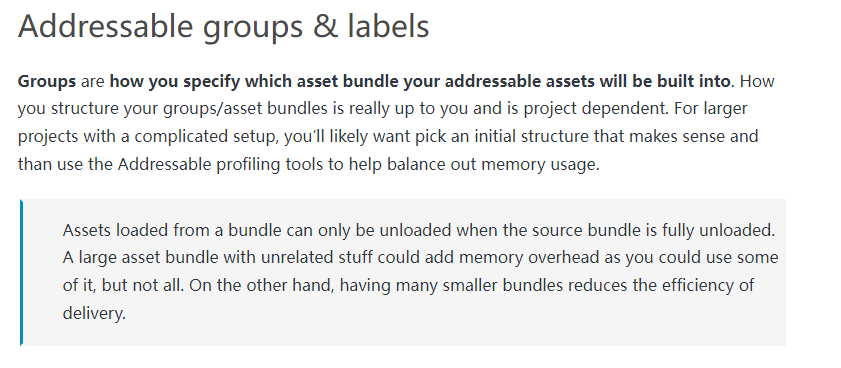 Addressable groups & labels
Groups are how you specify which asset bundle your addressable assets will be built into. How
you structure your groups/asset bundles is really up to you and is project dependent. For larger
projects with a complicated setup, you’ll likely want pick an initial structure that makes sense and
than use the Addressable profiling tools to help balance out memory usage.
Assets loaded from a bundle can only be unloaded when the source bundle is fully unloaded.
A large asset bundle with unrelated stuff could add memory overhead as you could use some
of it, but not all. On the other hand, having many smaller bundles reduces the efficiency of
delivery.